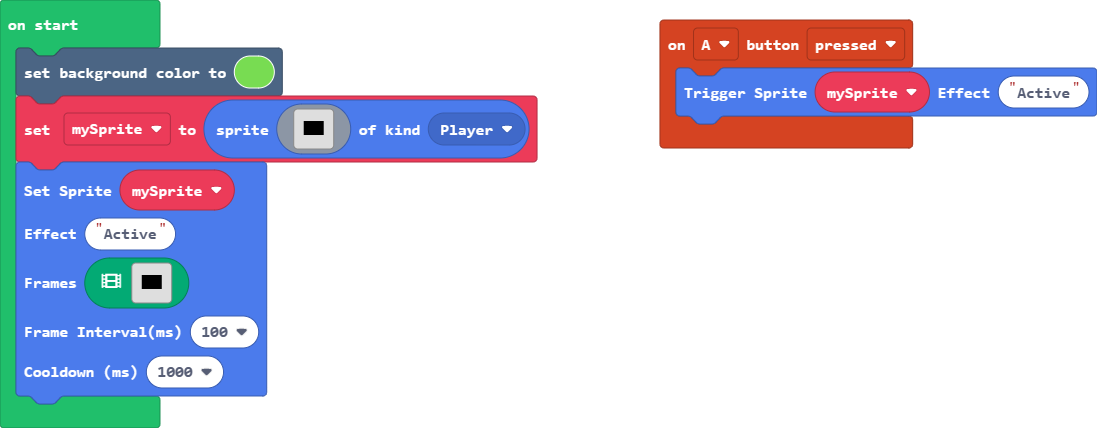 on start
set background color to
set mySprite to sprite of kind Player
Set Sprite mySprite
Effect "Active"
Frames
Frame Interval(ms) 100
Cooldown (ms) 1000
on A button pressed
Trigger Sprite mySprite Effect "Active"